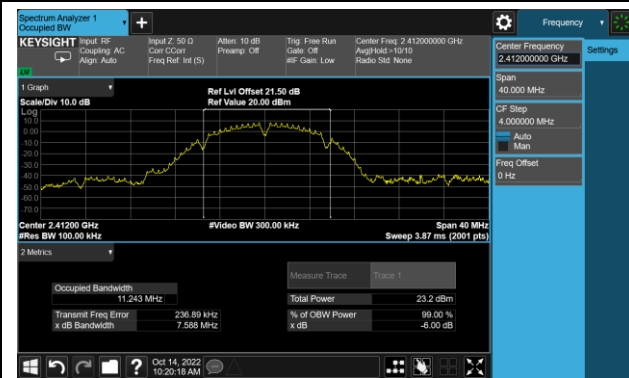 Spectrum Analyzer 1
Occupied BW
Frequency
KEYSIGHT
Input: RF
Coupling: AC
Align: Auto
Input Z: 50 Ω
Corr CCorr
Freq Ref: Int (S)
Atten: 10 dB
Preamp: Off
Trig: Free Run
Gate: Off
#IF Gain: Low
Center Freq: 2.412000000 GHz
Avg|Hold:>10/10
Radio Std: None
Center Frequency
2.412000000 GHz
Settings
Span
40.000 MHz
CF Step
4.000000 MHz
Auto
Man
Freq Offset
0 Hz
1 Graph
Scale/Div 10.0 dB
Ref Lvl Offset 21.50 dB
Ref Value 20.00 dBm
Log
10.0
0.00
-10.0
-20.0
-30.0
-40.0
-50.0
-60.0
-70.0
Center 2.41200 GHz
#Video BW 300.00 kHz
Span 40 MHz
#Res BW 100.00 kHz
Sweep 3.87 ms (2001 pts)
2 Metrics
Measure Trace
Trace 1
Occupied Bandwidth
11.243 MHz
Total Power
23.2 dBm
Transmit Freq Error
236.89 kHz
% of OBW Power
99.00 %
x dB Bandwidth
7.588 MHz
x dB
-6.00 dB
?
Oct 14, 2022
10:20:18 AM